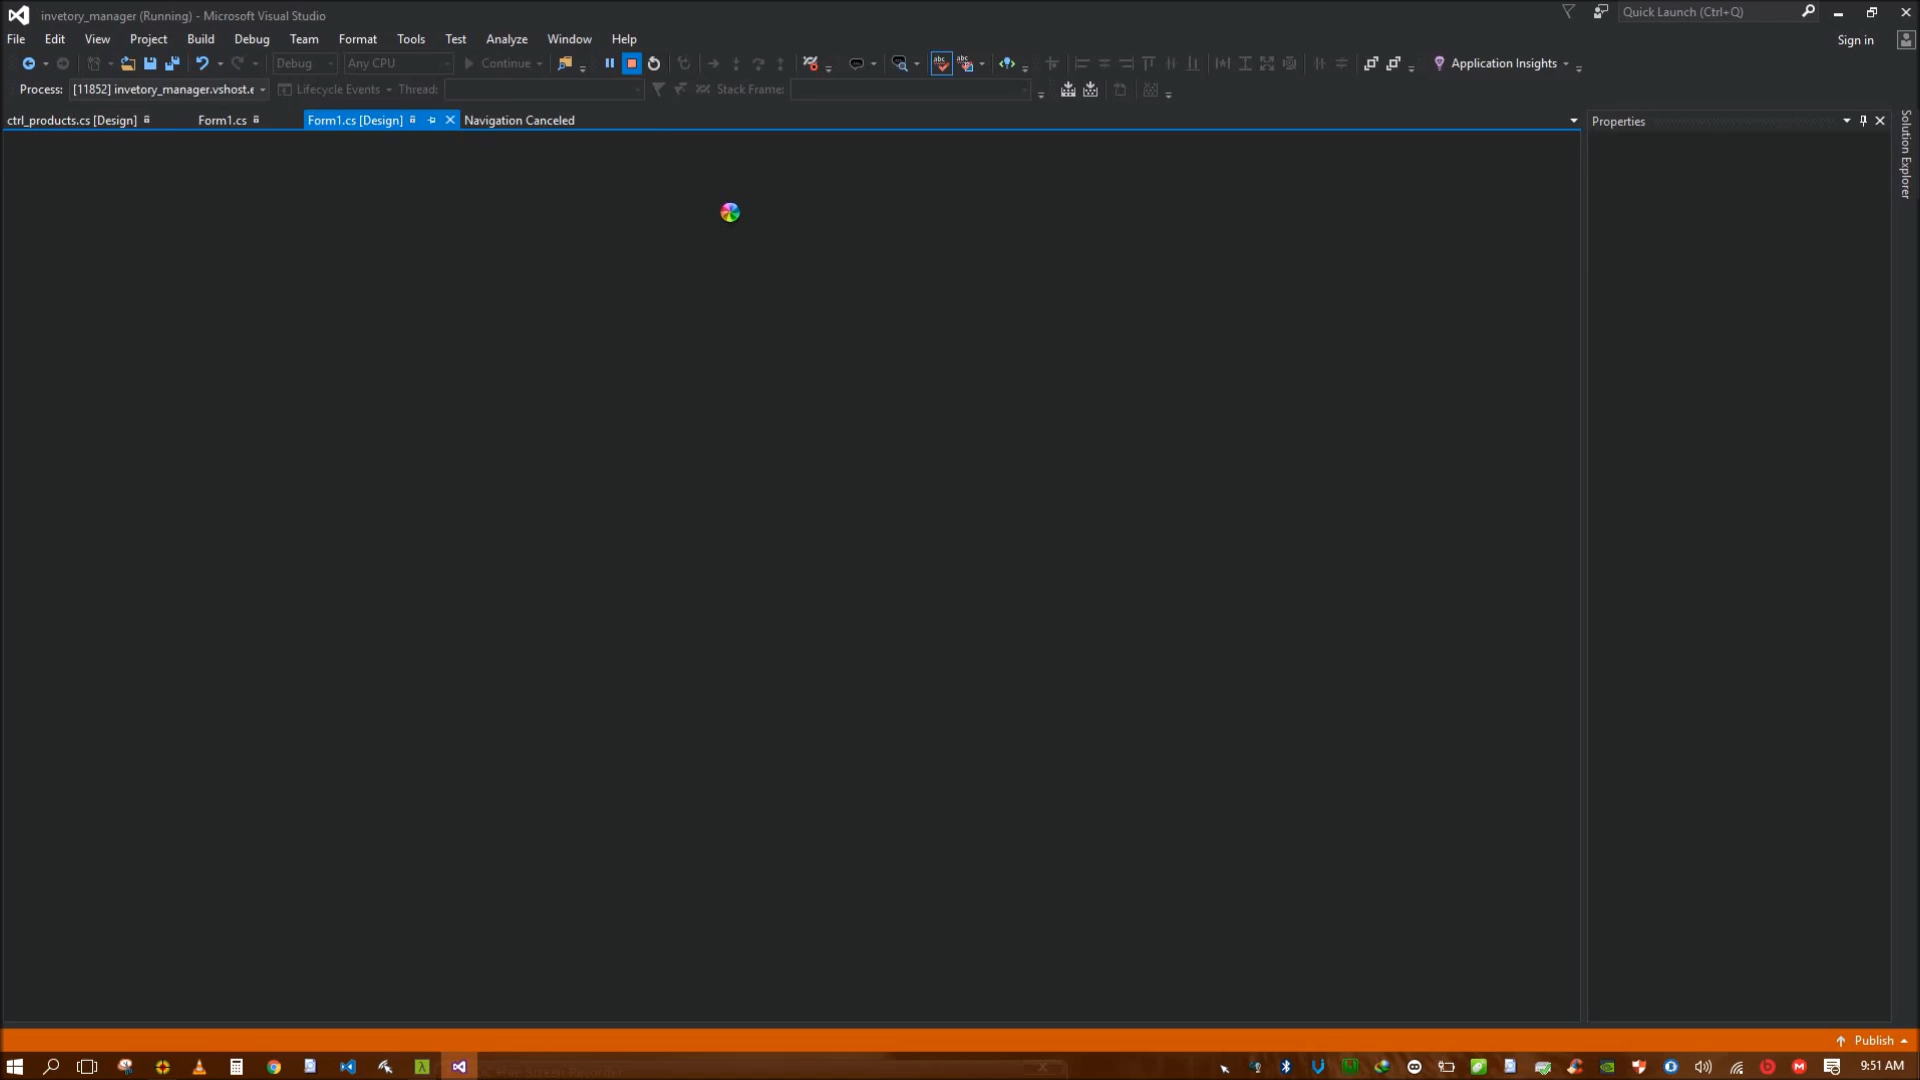 invetory_manager (Running) - Microsoft Visual Studio
Quick Launch (Ctrl+Q)
File Edit View Project Build Debug Team Format Tools Test Analyze Window Help
Sign in
Debug Any CPU Continue Application Insights
Process: [11852] invetory_manager.vshost.e Lifecycle Events Thread: Stack Frame:
ctrl_products.cs [Design] Form1.cs Form1.cs [Design] Navigation Canceled
Properties
Solution Explorer
Publish
9:51 AM